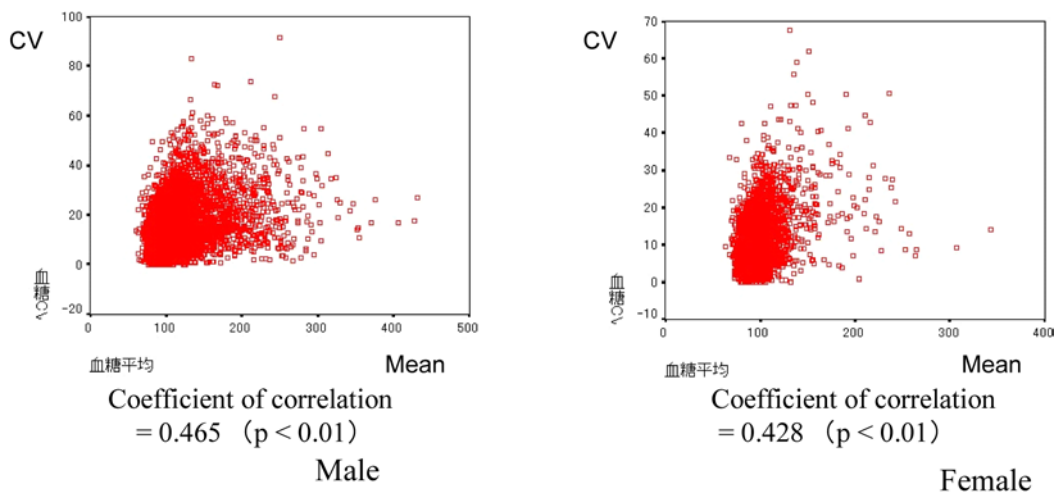 CV
100
80
60
40
20
0
-20
血糖CV
0 100 200 300 400 500
血糖平均
Mean
Coefficient of correlation
= 0.465 （p < 0.01）
Male
CV
70
60
50
40
30
20
10
0
-10
血糖CV
0 100 200 300 400
血糖平均
Mean
Coefficient of correlation
= 0.428 （p < 0.01）
Female